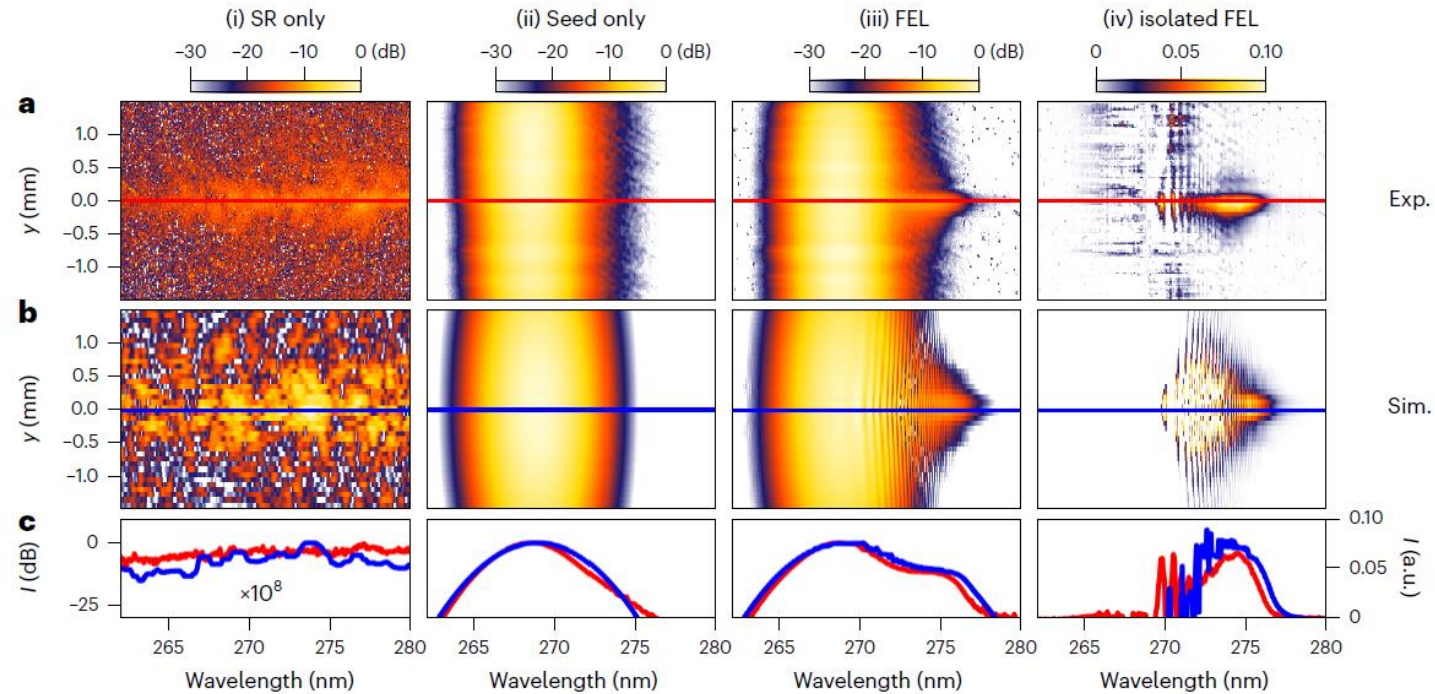 (i) SR only (ii) Seed only (iii) FEL (iv) isolated FEL
−30 −20 −10 0 (dB) −30 −20 −10 0 (dB) −30 −20 −10 0 (dB) 0 0.05 0.10
a
y (mm) 1.0 0.5 0.0 −0.5 −1.0 Exp.
b
y (mm) 1.0 0.5 0.0 −0.5 −1.0 Sim.
c
I (dB) 0 −25 ×10⁸ 0.10 0.05 0 I (a.u.)
265 270 275 280 265 270 275 280 265 270 275 280 265 270 275 280
Wavelength (nm) Wavelength (nm) Wavelength (nm) Wavelength (nm)